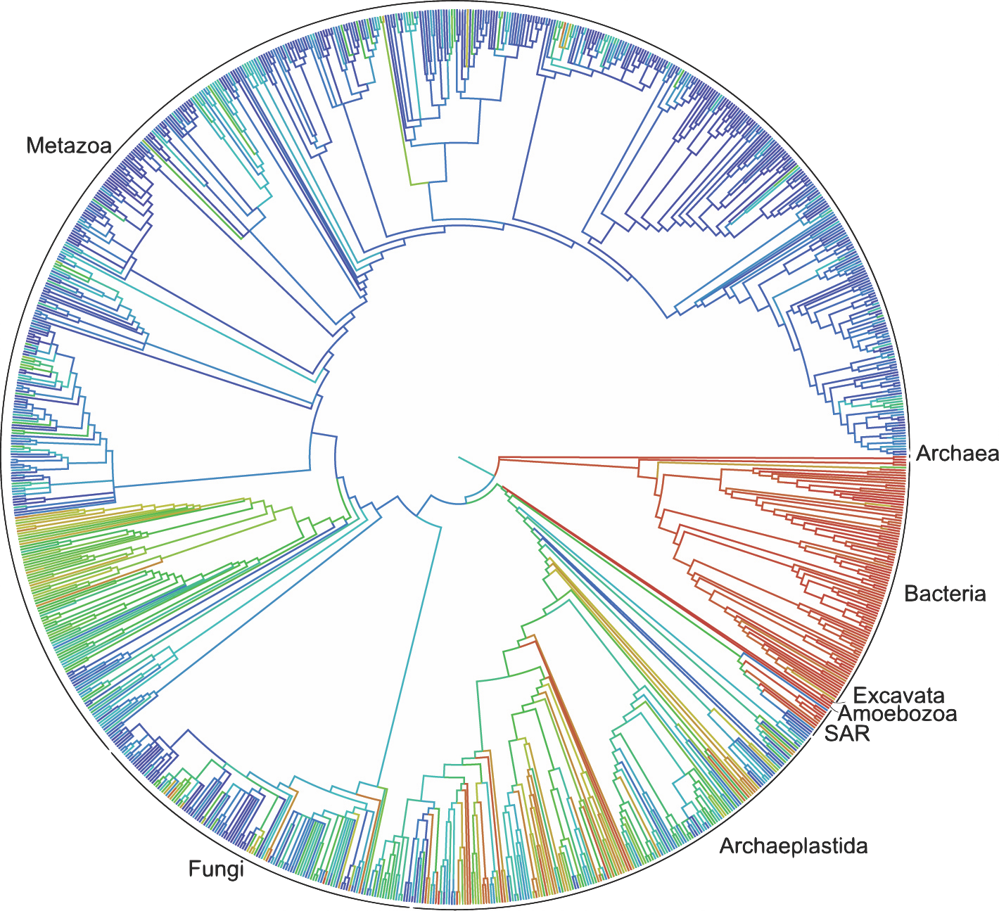 Metazoa
Archaea
Bacteria
Excavata
Amoebozoa
SAR
Archaeplastida
Fungi